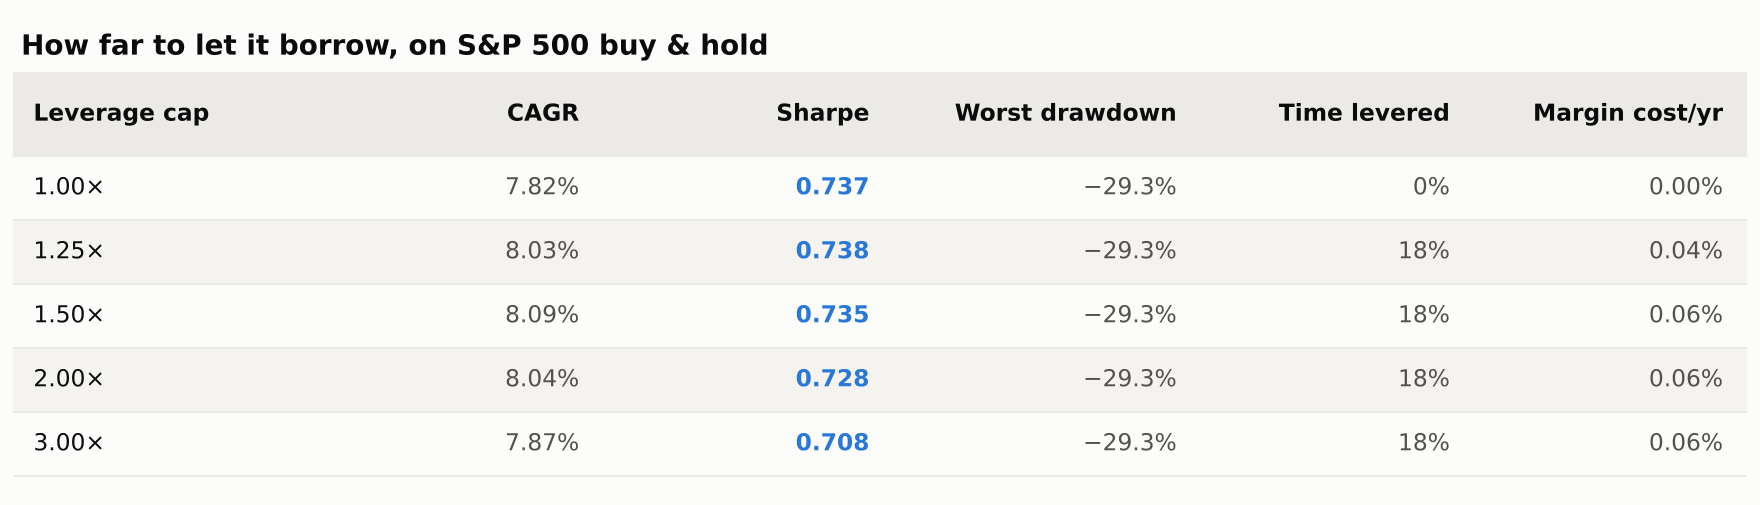 How far to let it borrow, on S&P 500 buy & hold
Leverage cap CAGR Sharpe Worst drawdown Time levered Margin cost/yr
1.00× 7.82% 0.737 −29.3% 0% 0.00%
1.25× 8.03% 0.738 −29.3% 18% 0.04%
1.50× 8.09% 0.735 −29.3% 18% 0.06%
2.00× 8.04% 0.728 −29.3% 18% 0.06%
3.00× 7.87% 0.708 −29.3% 18% 0.06%